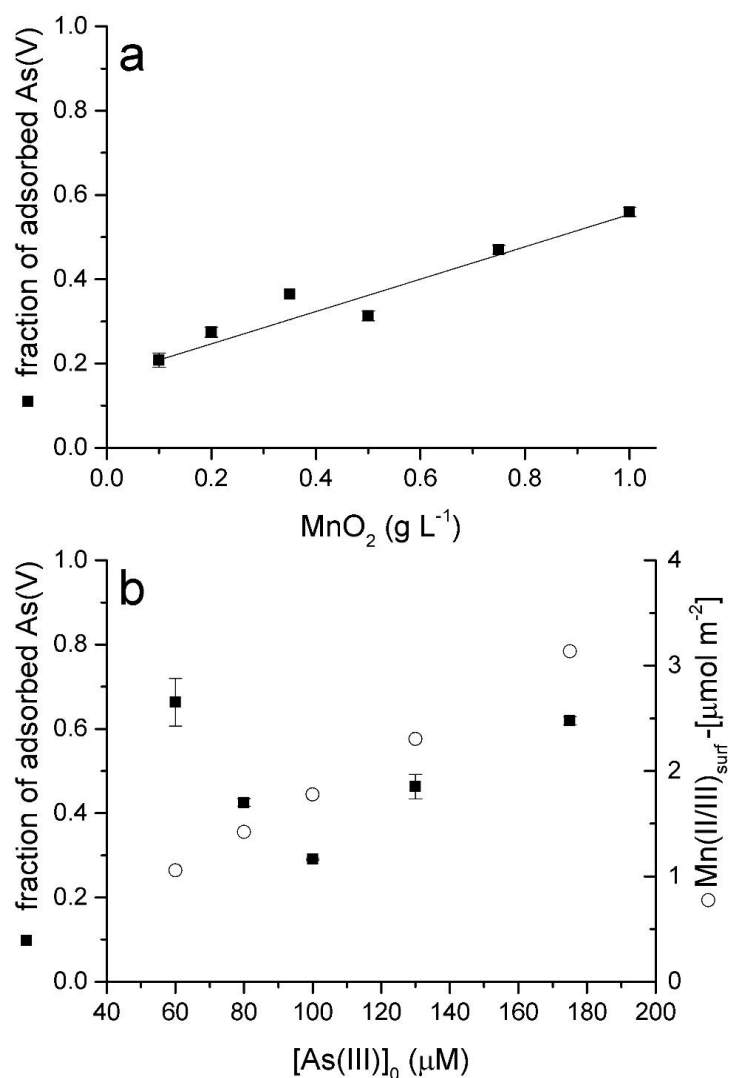 a
■ fraction of adsorbed As(V)
1.0
0.8
0.6
0.4
0.2
0.0
0.0 0.2 0.4 0.6 0.8 1.0
MnO₂ (g L⁻¹)
b
■ fraction of adsorbed As(V)
1.0
0.8
0.6
0.4
0.2
0.0
4
3
2
1
0
○ Mn(II/III)surf-[μmol m⁻²]
40 60 80 100 120 140 160 180 200
[As(III)]₀ (μM)